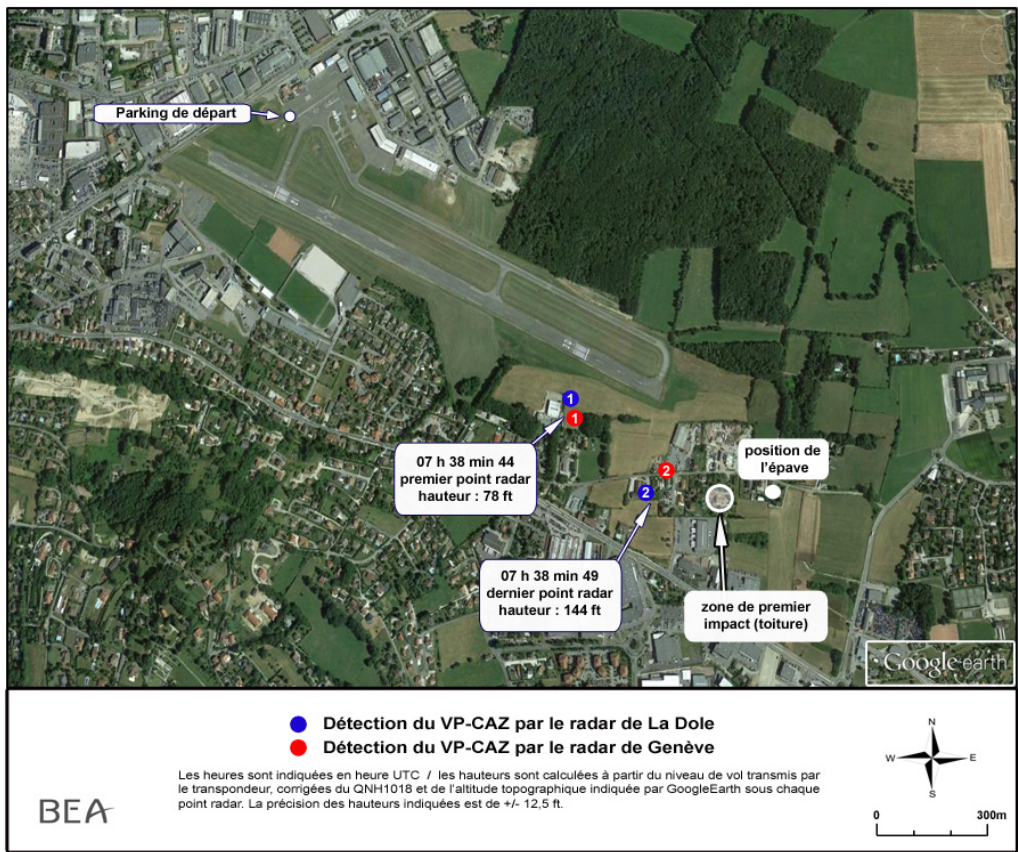 Parking de départ
1
1
07 h 38 min 44
premier point radar
hauteur : 78 ft
2
2
position de
l'épave
07 h 38 min 49
dernier point radar
hauteur : 144 ft
zone de premier
impact (toiture)
Google earth
Détection du VP-CAZ par le radar de La Dole
Détection du VP-CAZ par le radar de Genève
Les heures sont indiquées en heure UTC / les hauteurs sont calculées à partir du niveau de vol transmis par
le transpondeur, corrigées du QNH1018 et de l'altitude topographique indiquée par GoogleEarth sous chaque
point radar. La précision des hauteurs indiquées est de +/- 12,5 ft.
BEA
N
W
E
S
0
300m